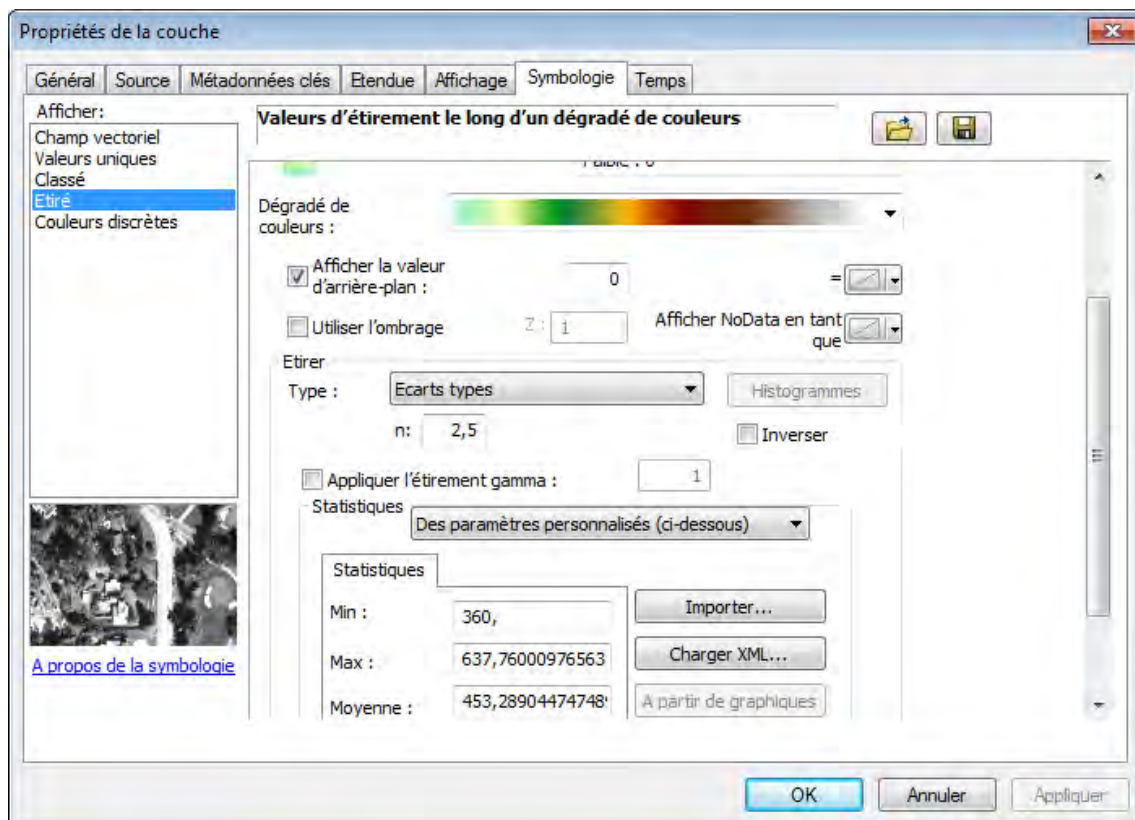 Propriétés de la couche
Général Source Métadonnées clés Etendue Affichage Symbologie Temps
Afficher:
Champ vectoriel
Valeurs uniques
Classé
Etiré
Couleurs discrètes
A propos de la symbologie
Valeurs d'étirement le long d'un dégradé de couleurs
Dégradé de
couleurs :
Afficher la valeur
d'arrière-plan : 0 =
Utiliser l'ombrage Z : 1 Afficher NoData en tant
que
Etirer
Type : Ecarts types Histogrammes
n: 2,5 Inverser
Appliquer l'étirement gamma : 1
Statistiques Des paramètres personnalisés (ci-dessous)
Statistiques
Min : 360, Importer...
Max : 637,76000976563 Charger XML...
Moyenne : 453,28904474748 A partir de graphiques
OK Annuler Appliquer